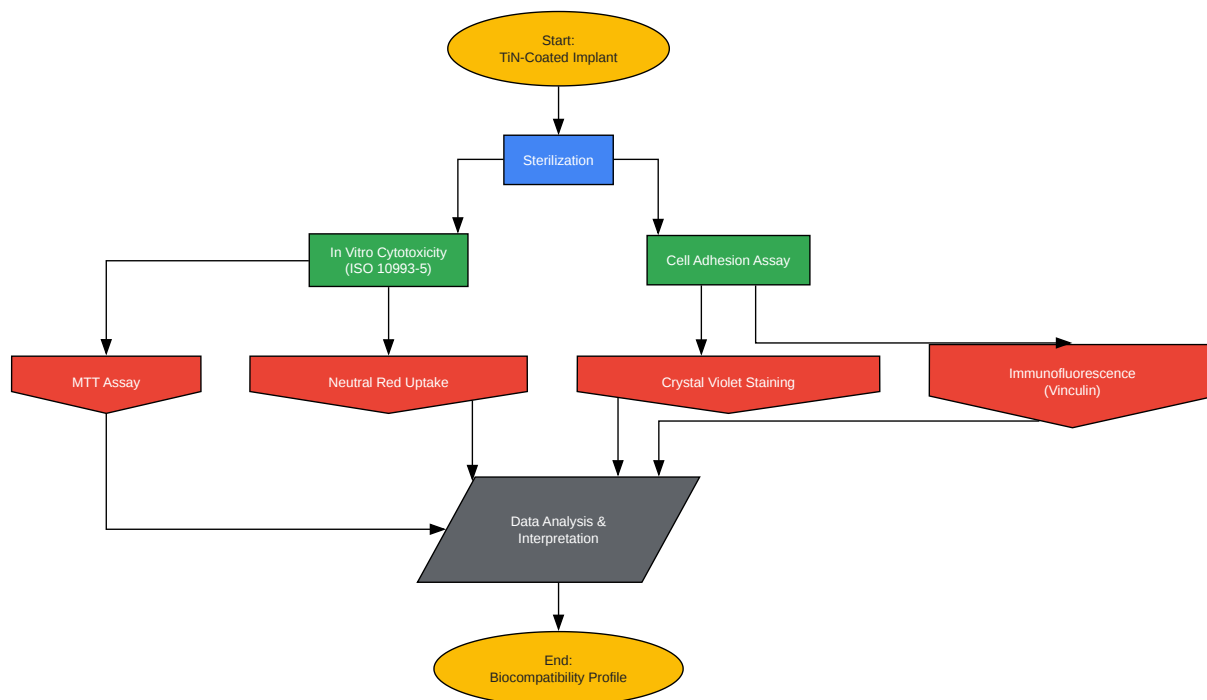 Start:
TiN-Coated Implant
Sterilization
In Vitro Cytotoxicity
(ISO 10993-5)
Cell Adhesion Assay
MTT Assay
Neutral Red Uptake
Crystal Violet Staining
Immunofluorescence
(Vinculin)
Data Analysis &
Interpretation
End:
Biocompatibility Profile